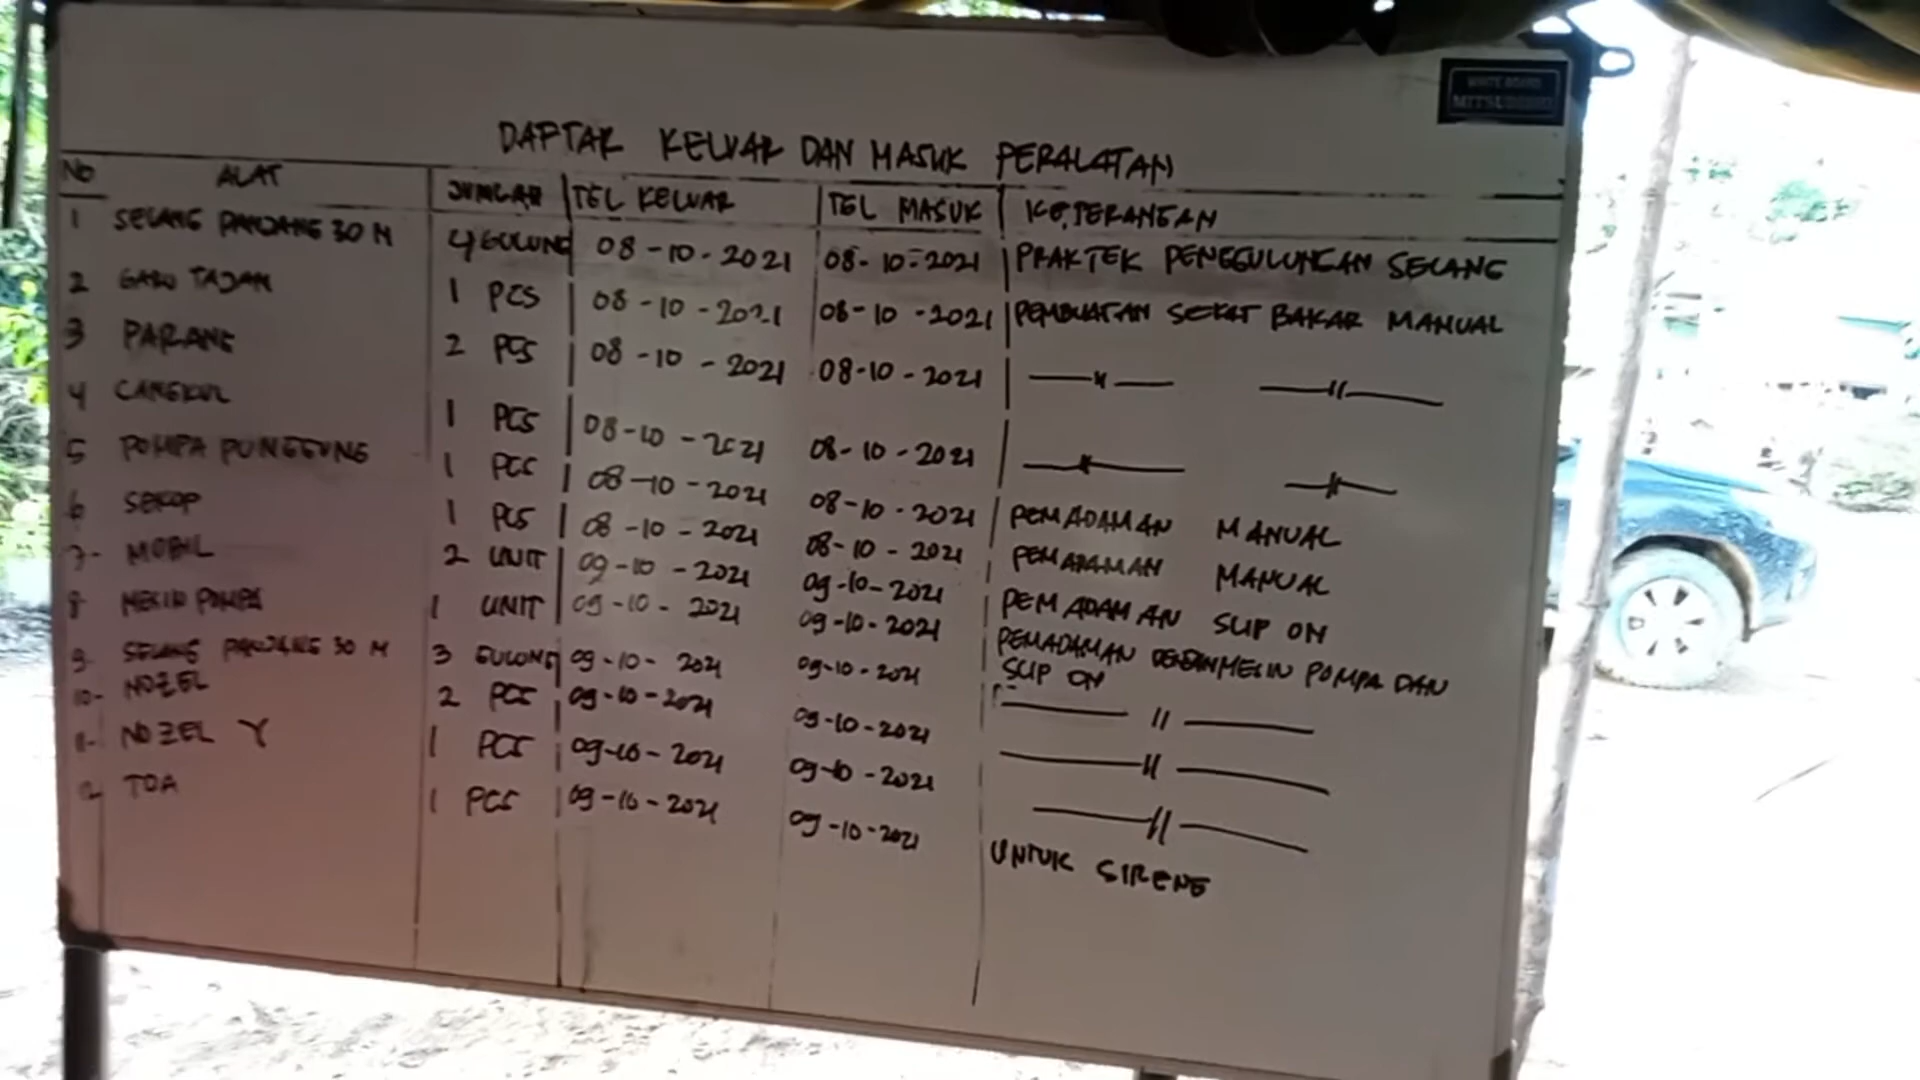 WHITE BOARD
MITSUBISHI
DAPTAR KELUAR DAN MASUK PERALATAN
No ALAT JUMLAH TGL KELUAR TGL MASUK KETERANGAN
1 SELANG PANJANG 30 M 4 GULUNG 08-10-2021 08-10-2021 PRAKTEK PENGGULUNGAN SELANG
2 GARU TAJAM 1 PCS 08-10-2021 08-10-2021 PEMBUATAN SEKAT BAKAR MANUAL
3 PARANG 2 PCS 08-10-2021 08-10-2021 — // — — // —
4 CANGKUL 1 PCS 08-10-2021 08-10-2021 — // — — // —
5 POMPA PUNGGUNG 1 PCS 08-10-2021 08-10-2021 PEMADAMAN MANUAL
6 SEKOP 1 PCS 08-10-2021 08-10-2021 PEMADAMAN MANUAL
7- MOBIL 2 UNIT 09-10-2021 09-10-2021 PEMADAMAN SLIP ON
8 MESIN POMPA 1 UNIT 09-10-2021 09-10-2021 PEMADAMAN DENGAN MESIN POMPA DAN
SLIP ON
9- SELANG PANJANG 30 M 3 GULUNG 09-10-2021 09-10-2021 — // —
10- NOZEL 2 PCS 09-10-2021 09-10-2021 — // —
11- NOZEL Y 1 PCS 09-10-2021 09-10-2021 — // —
12 TOA 1 PCS 09-10-2021 09-10-2021 UNTUK SIRENE